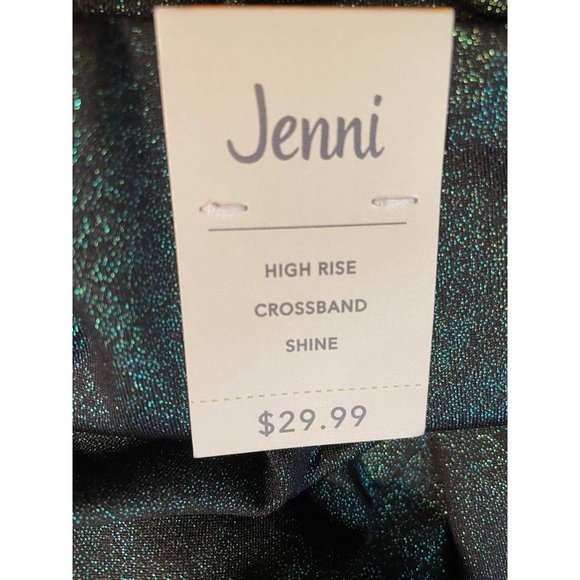 Jenni
HIGH RISE
CROSSBAND
SHINE
$29.99